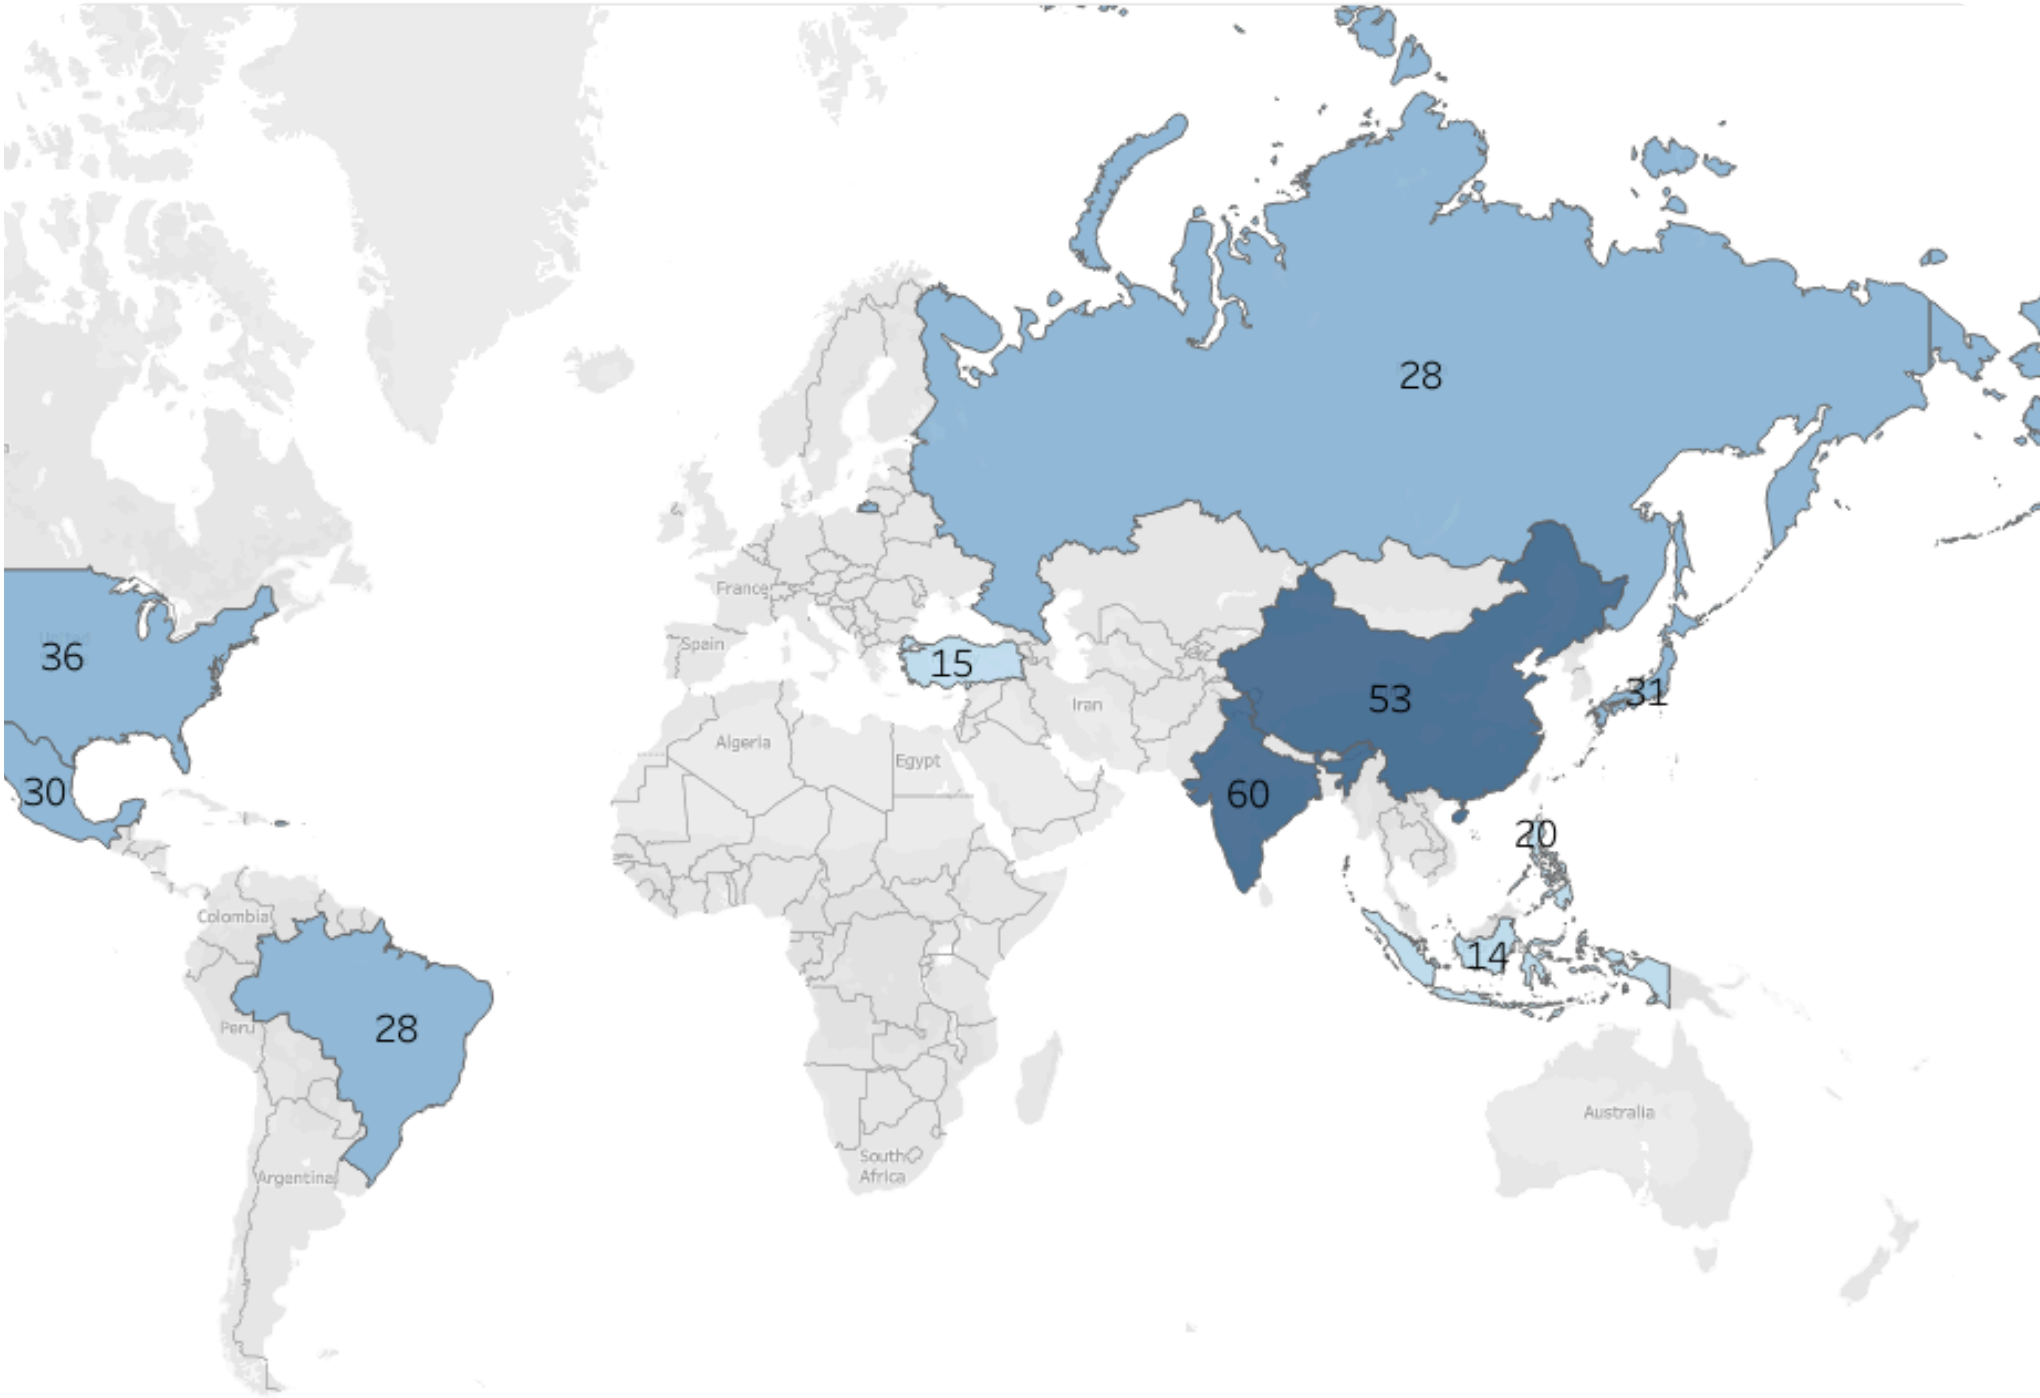 28
France
United
36
Spain
15
53
31
Iran
Algeria
Egypt
30
60
20
Colombia
14
Peru
28
Australia
South
Africa
Argentina